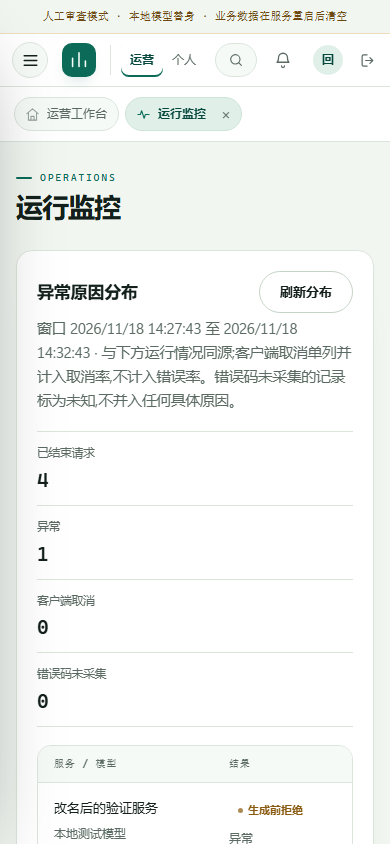 人工审查模式 · 本地模型替身 · 业务数据在服务重启后清空
运营 个人 回
运营工作台 运行监控 ×
OPERATIONS
运行监控
异常原因分布 刷新分布
窗口 2026/11/18 14:27:43 至 2026/11/18
14:32:43 · 与下方运行情况同源;客户端取消单列并
计入取消率,不计入错误率。错误码未采集的记录
标为未知,不并入任何具体原因。
已结束请求
4
异常
1
客户端取消
0
错误码未采集
0
服务 / 模型 结果
改名后的验证服务 生成前拒绝
本地测试模型 异常